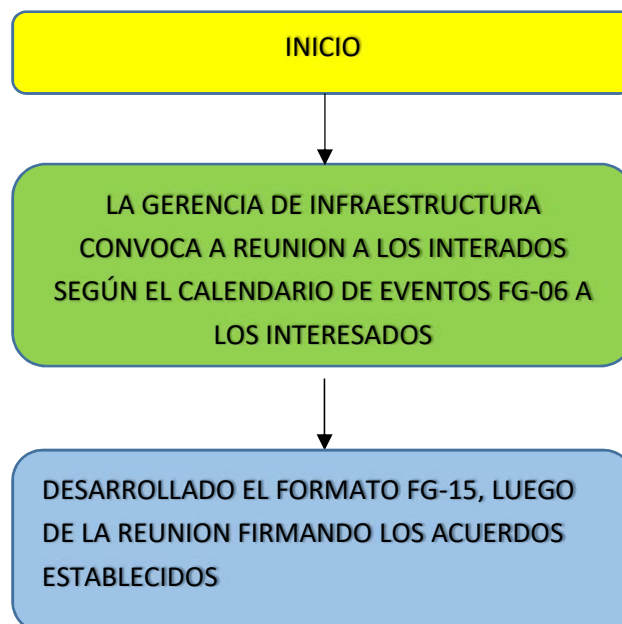 INICIO
LA GERENCIA DE INFRAESTRUCTURA
CONVOCA A REUNION A LOS INTERADOS
SEGÚN EL CALENDARIO DE EVENTOS FG-06 A
LOS INTERESADOS
DESARROLLADO EL FORMATO FG-15, LUEGO
DE LA REUNION FIRMANDO LOS ACUERDOS
ESTABLECIDOS